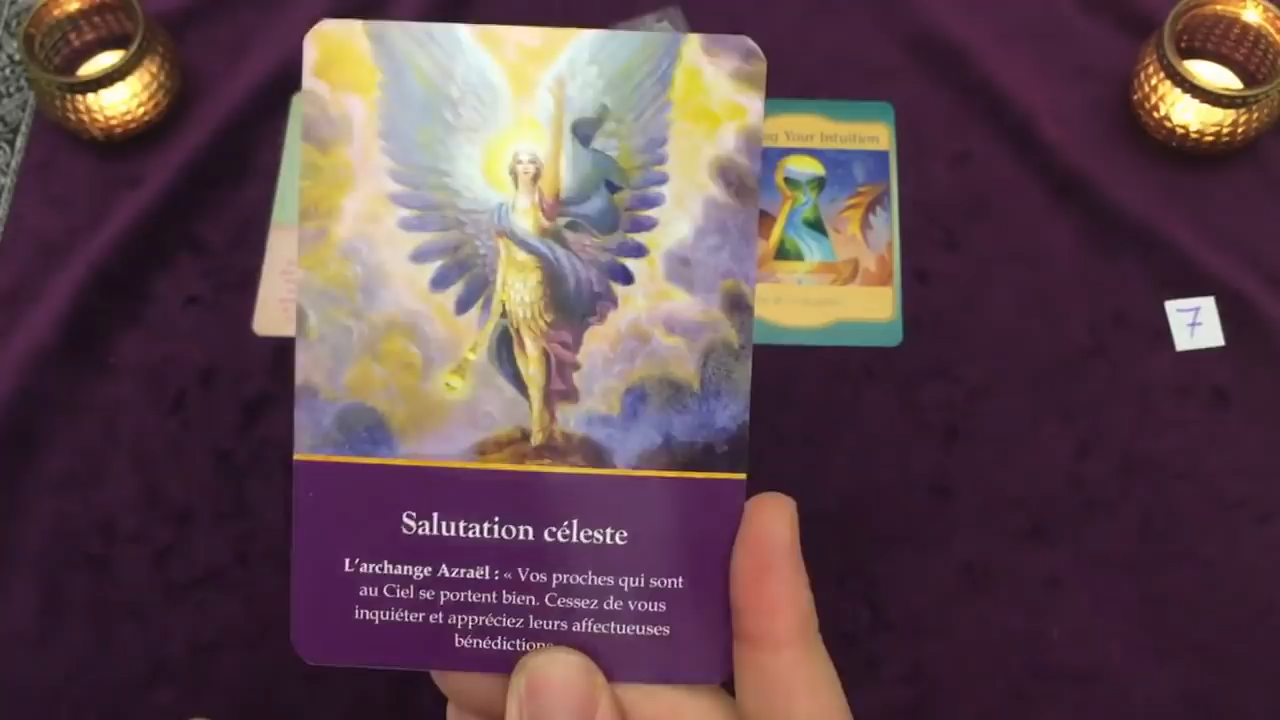 Your Intuition
7
Salutation céleste
L'archange Azraël : « Vos proches qui sont
au Ciel se portent bien. Cessez de vous
inquiéter et appréciez leurs affectueuses
bénédictions